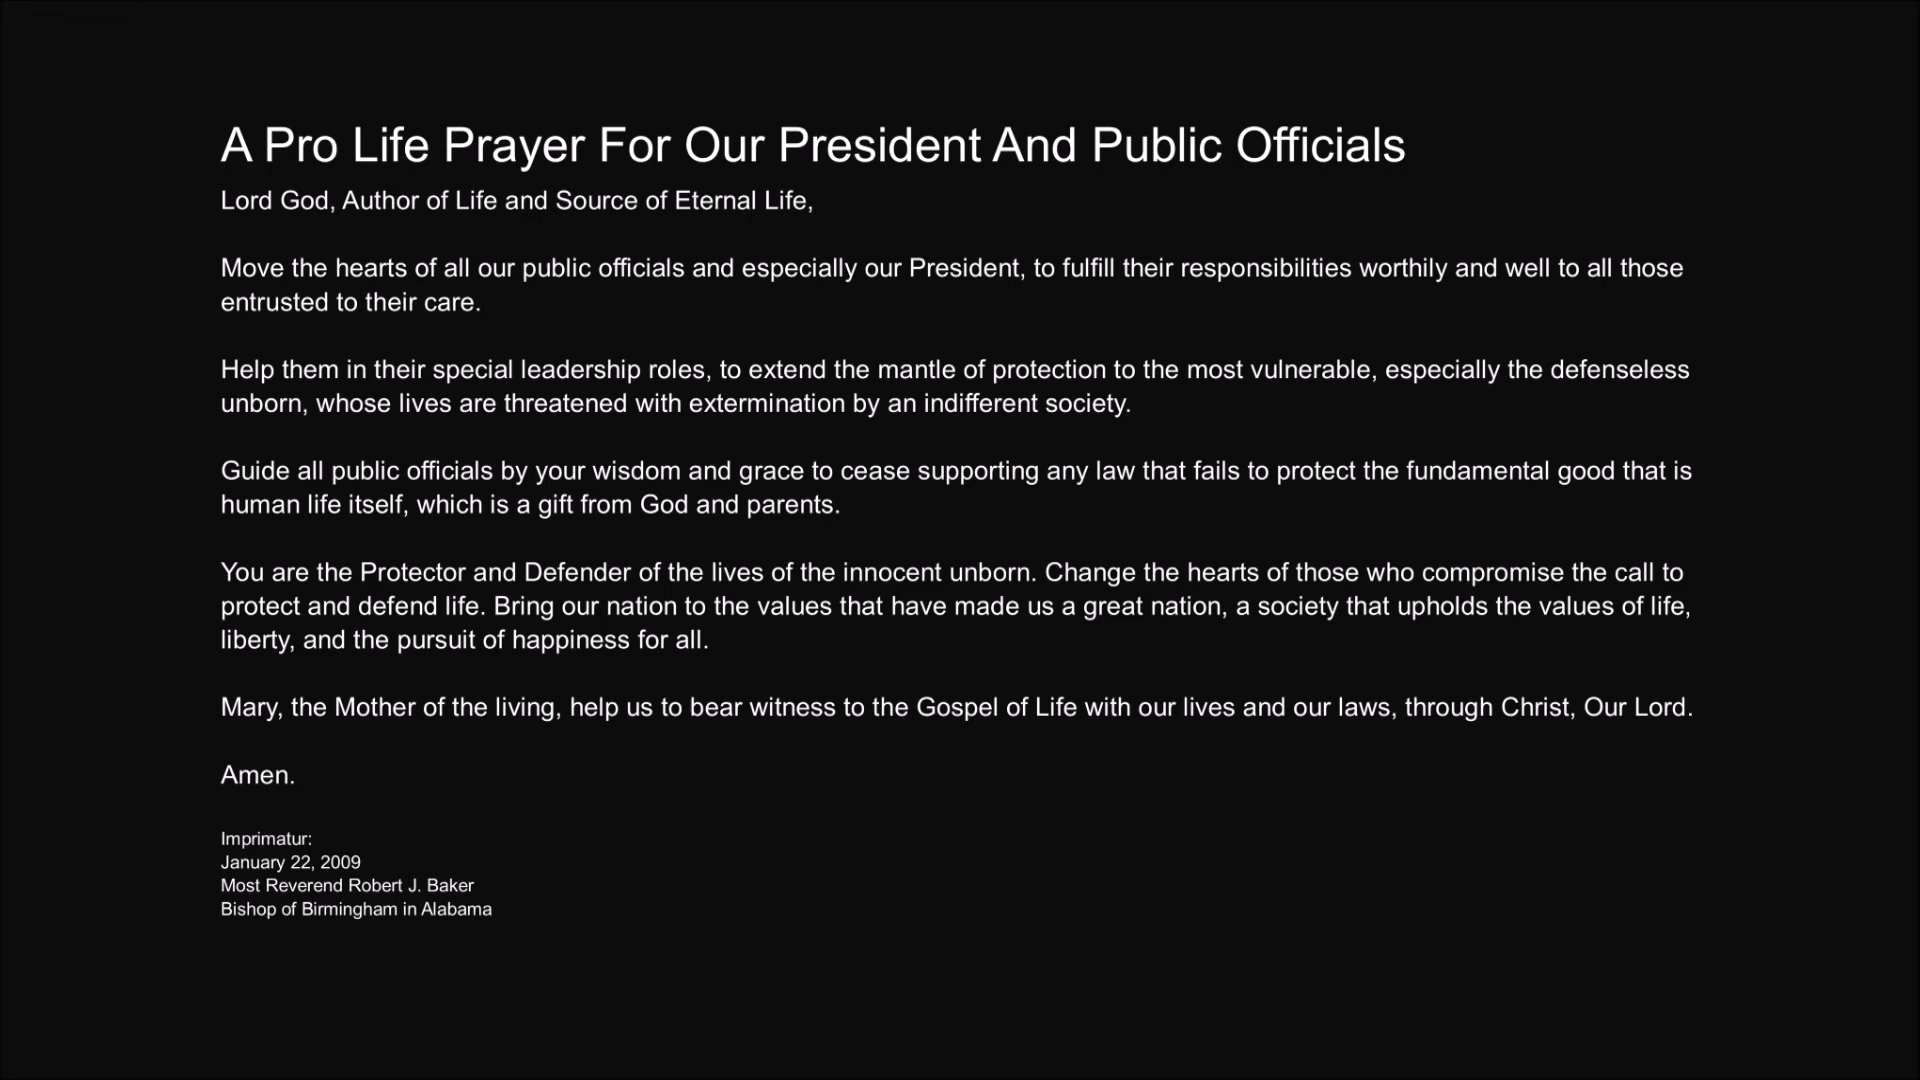 A Pro Life Prayer For Our President And Public Officials
Lord God, Author of Life and Source of Eternal Life,
Move the hearts of all our public officials and especially our President, to fulfill their responsibilities worthily and well to all those
entrusted to their care.
Help them in their special leadership roles, to extend the mantle of protection to the most vulnerable, especially the defenseless
unborn, whose lives are threatened with extermination by an indifferent society.
Guide all public officials by your wisdom and grace to cease supporting any law that fails to protect the fundamental good that is
human life itself, which is a gift from God and parents.
You are the Protector and Defender of the lives of the innocent unborn. Change the hearts of those who compromise the call to
protect and defend life. Bring our nation to the values that have made us a great nation, a society that upholds the values of life,
liberty, and the pursuit of happiness for all.
Mary, the Mother of the living, help us to bear witness to the Gospel of Life with our lives and our laws, through Christ, Our Lord.
Amen.
Imprimatur:
January 22, 2009
Most Reverend Robert J. Baker
Bishop of Birmingham in Alabama